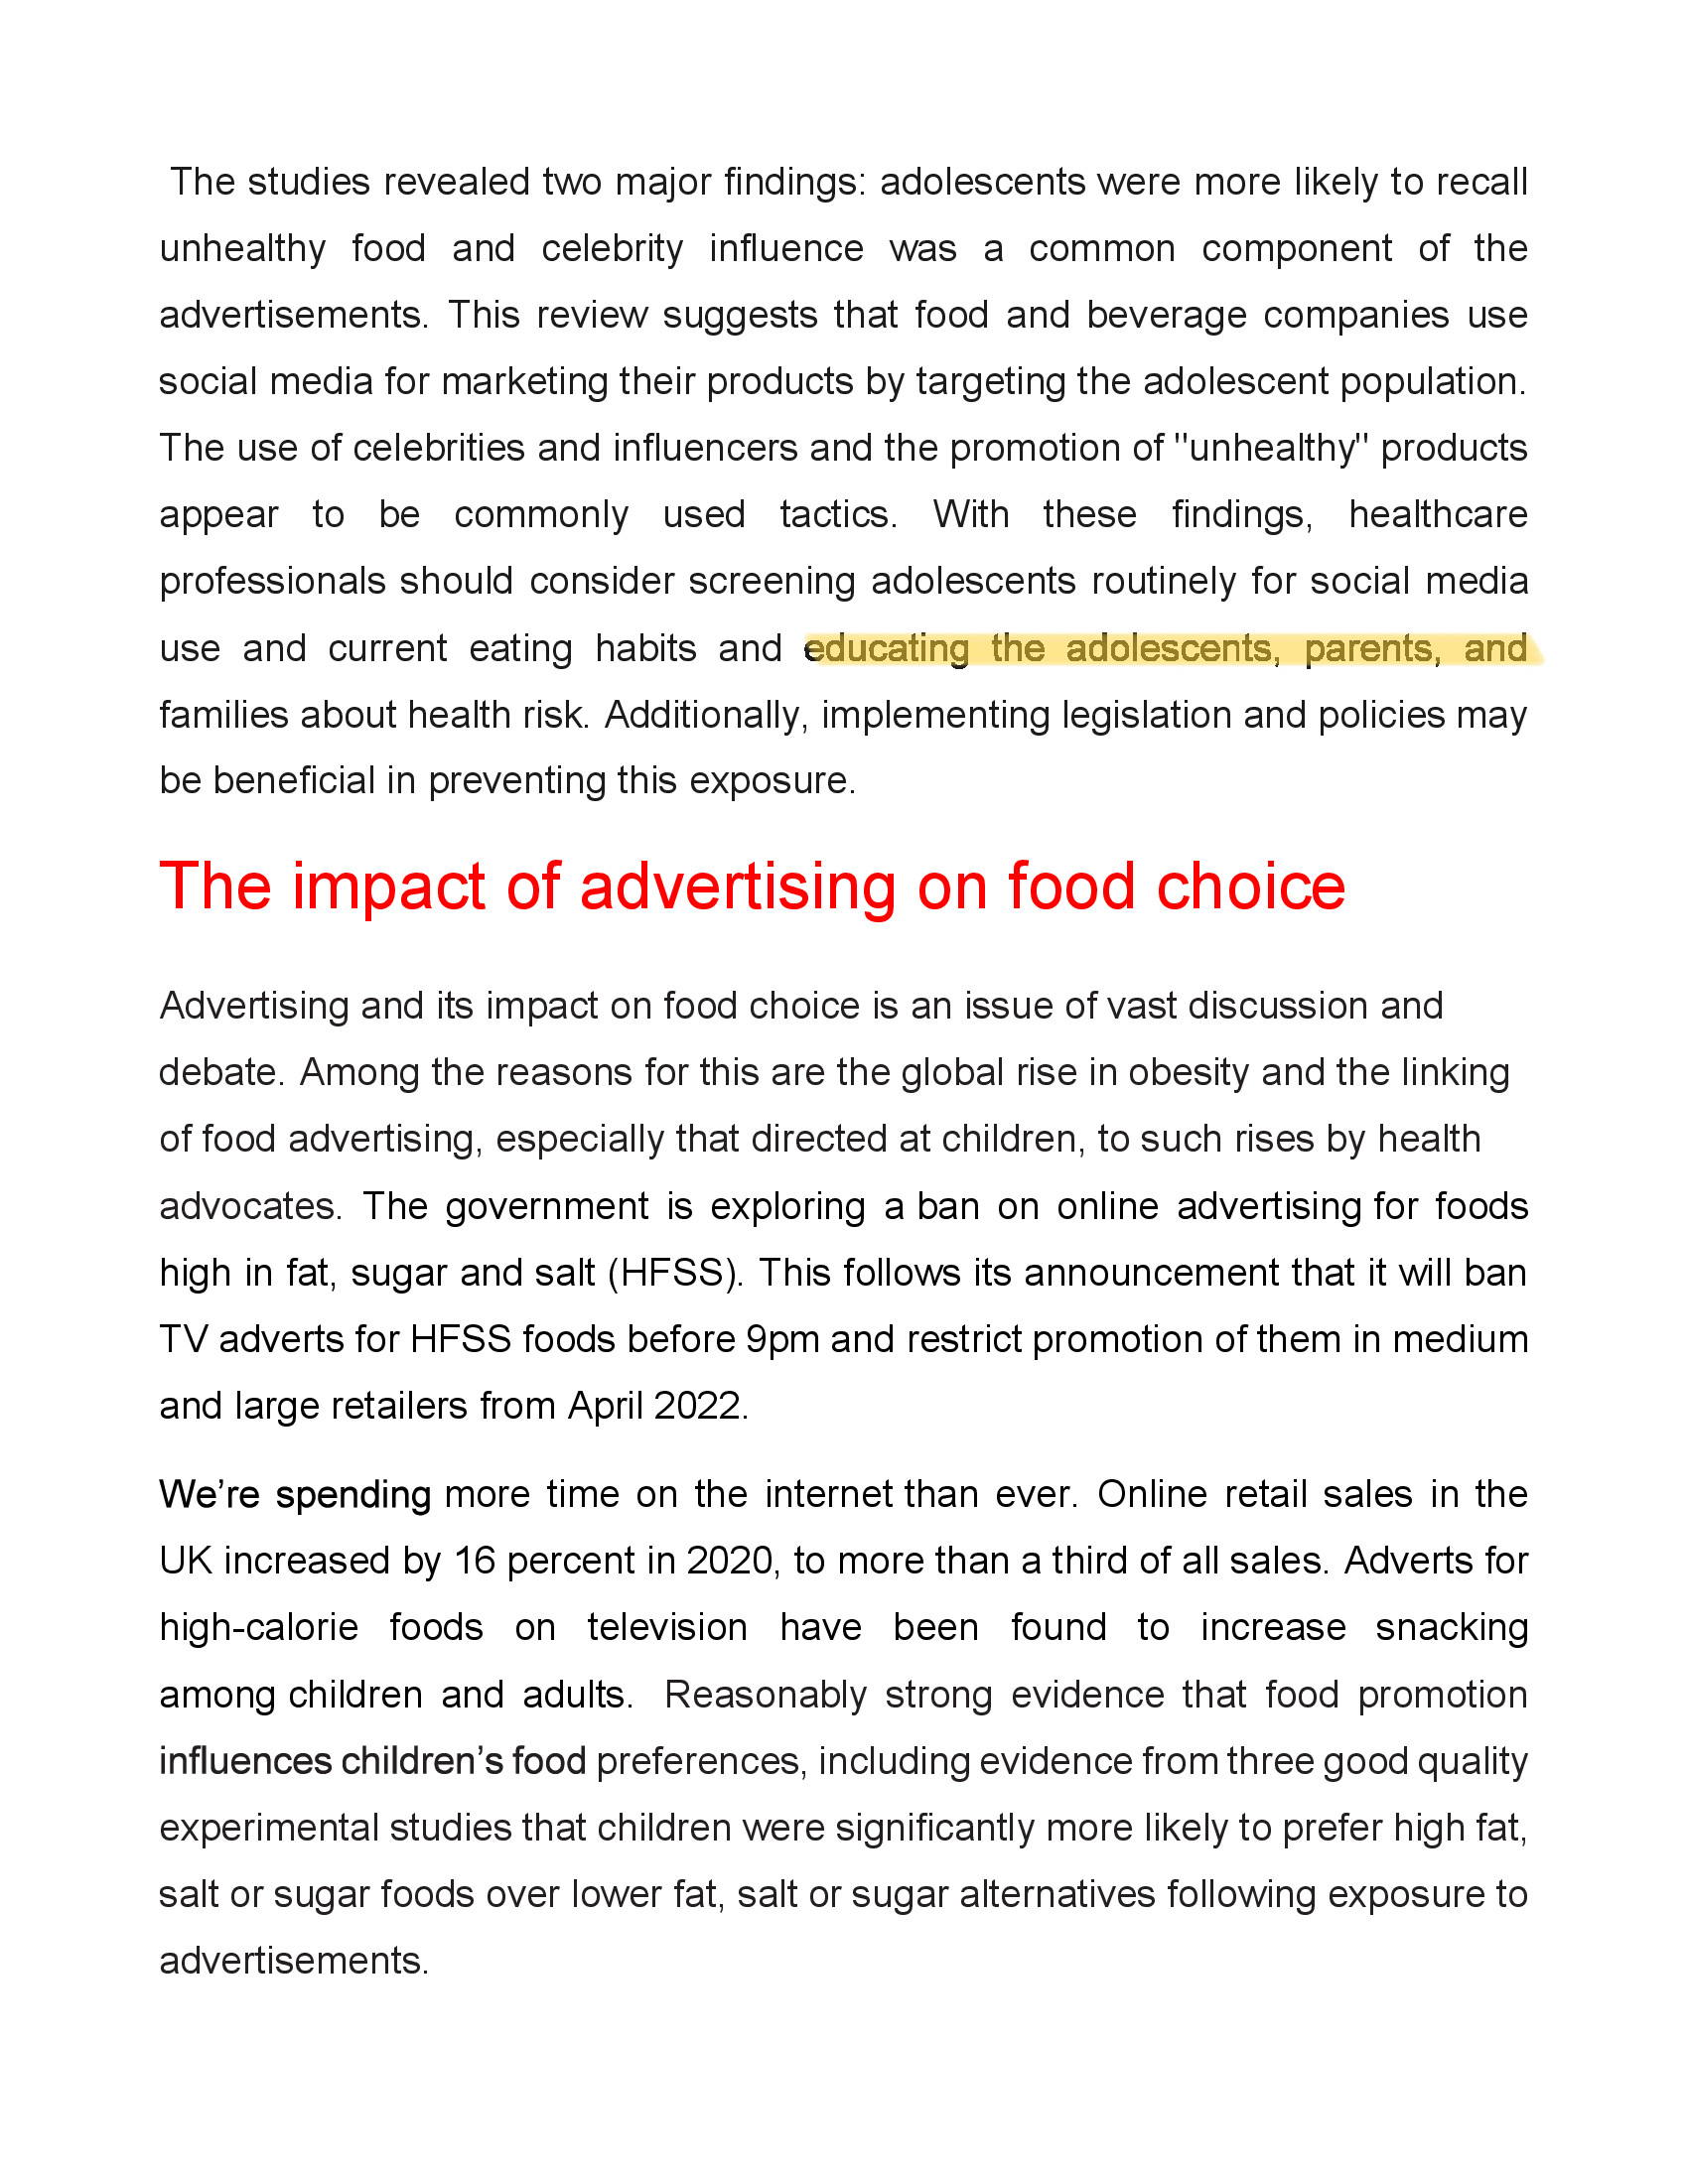 The studies revealed two major findings: adolescents were more likely to recall
unhealthy food and celebrity influence was a common component of the
advertisements. This review suggests that food and beverage companies use
social media for marketing their products by targeting the adolescent population.
The use of celebrities and influencers and the promotion of "unhealthy" products
appear to be commonly used tactics. With these findings, healthcare
professionals should consider screening adolescents routinely for social media
use and current eating habits and educating the adolescents, parents, and
families about health risk. Additionally, implementing legislation and policies may
be beneficial in preventing this exposure.
The impact of advertising on food choice
Advertising and its impact on food choice is an issue of vast discussion and
debate. Among the reasons for this are the global rise in obesity and the linking
of food advertising, especially that directed at children, to such rises by health
advocates. The government is exploring a ban on online advertising for foods
high in fat, sugar and salt (HFSS). This follows its announcement that it will ban
TV adverts for HFSS foods before 9pm and restrict promotion of them in medium
and large retailers from April 2022.
We’re spending more time on the internet than ever. Online retail sales in the
UK increased by 16 percent in 2020, to more than a third of all sales. Adverts for
high-calorie foods on television have been found to increase snacking
among children and adults. Reasonably strong evidence that food promotion
influences children’s food preferences, including evidence from three good quality
experimental studies that children were significantly more likely to prefer high fat,
salt or sugar foods over lower fat, salt or sugar alternatives following exposure to
advertisements.